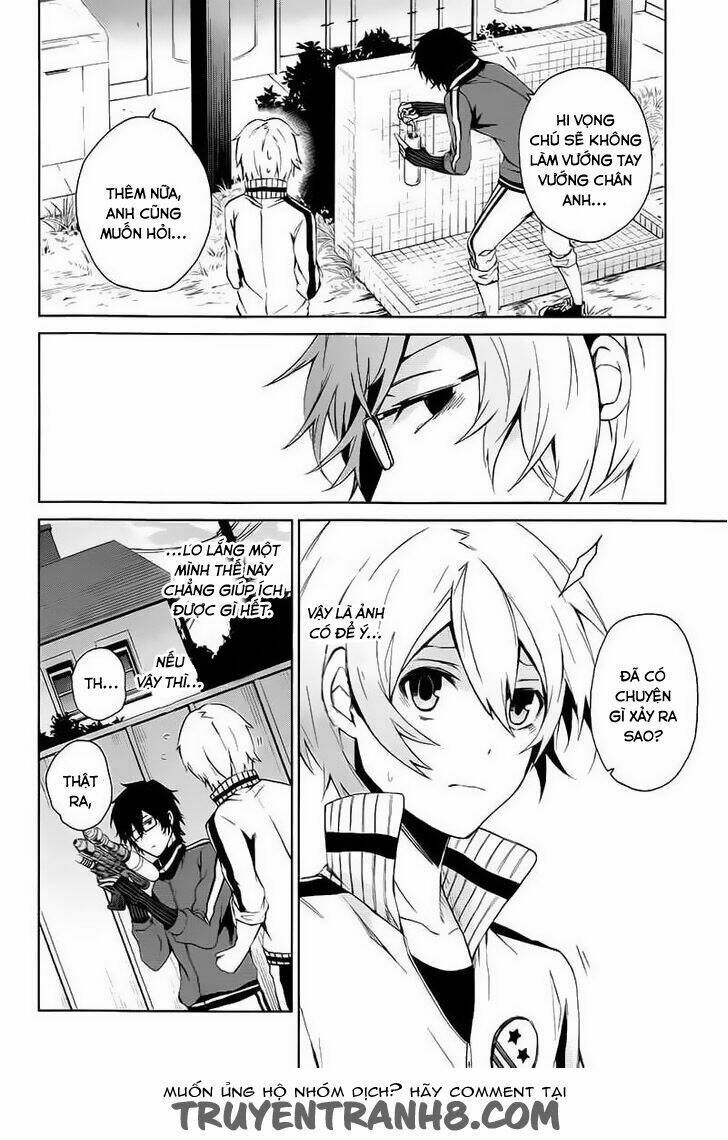 HI VỌNG
CHÚ SẼ KHÔNG
LÀM VƯỚNG TAY
VƯỚNG CHÂN
ANH...
THÊM NỮA,
ANH CŨNG
MUỐN HỎI...
ĐÃ CÓ
CHUYỆN
GÌ XẢY RA
SAO?
VẬY LÀ ẢNH
CÓ ĐỂ Ý...
...LO LẮNG MỘT
MÌNH THẾ NÀY
CHẲNG GIÚP ÍCH
ĐƯỢC GÌ HẾT.
NẾU
VẬY THÌ...
TH...
THẬT
RA,
MUỐN ỦNG HỘ NHÓM DỊCH? HÃY COMMENT TẠI
TRUYENTRANH8.COM